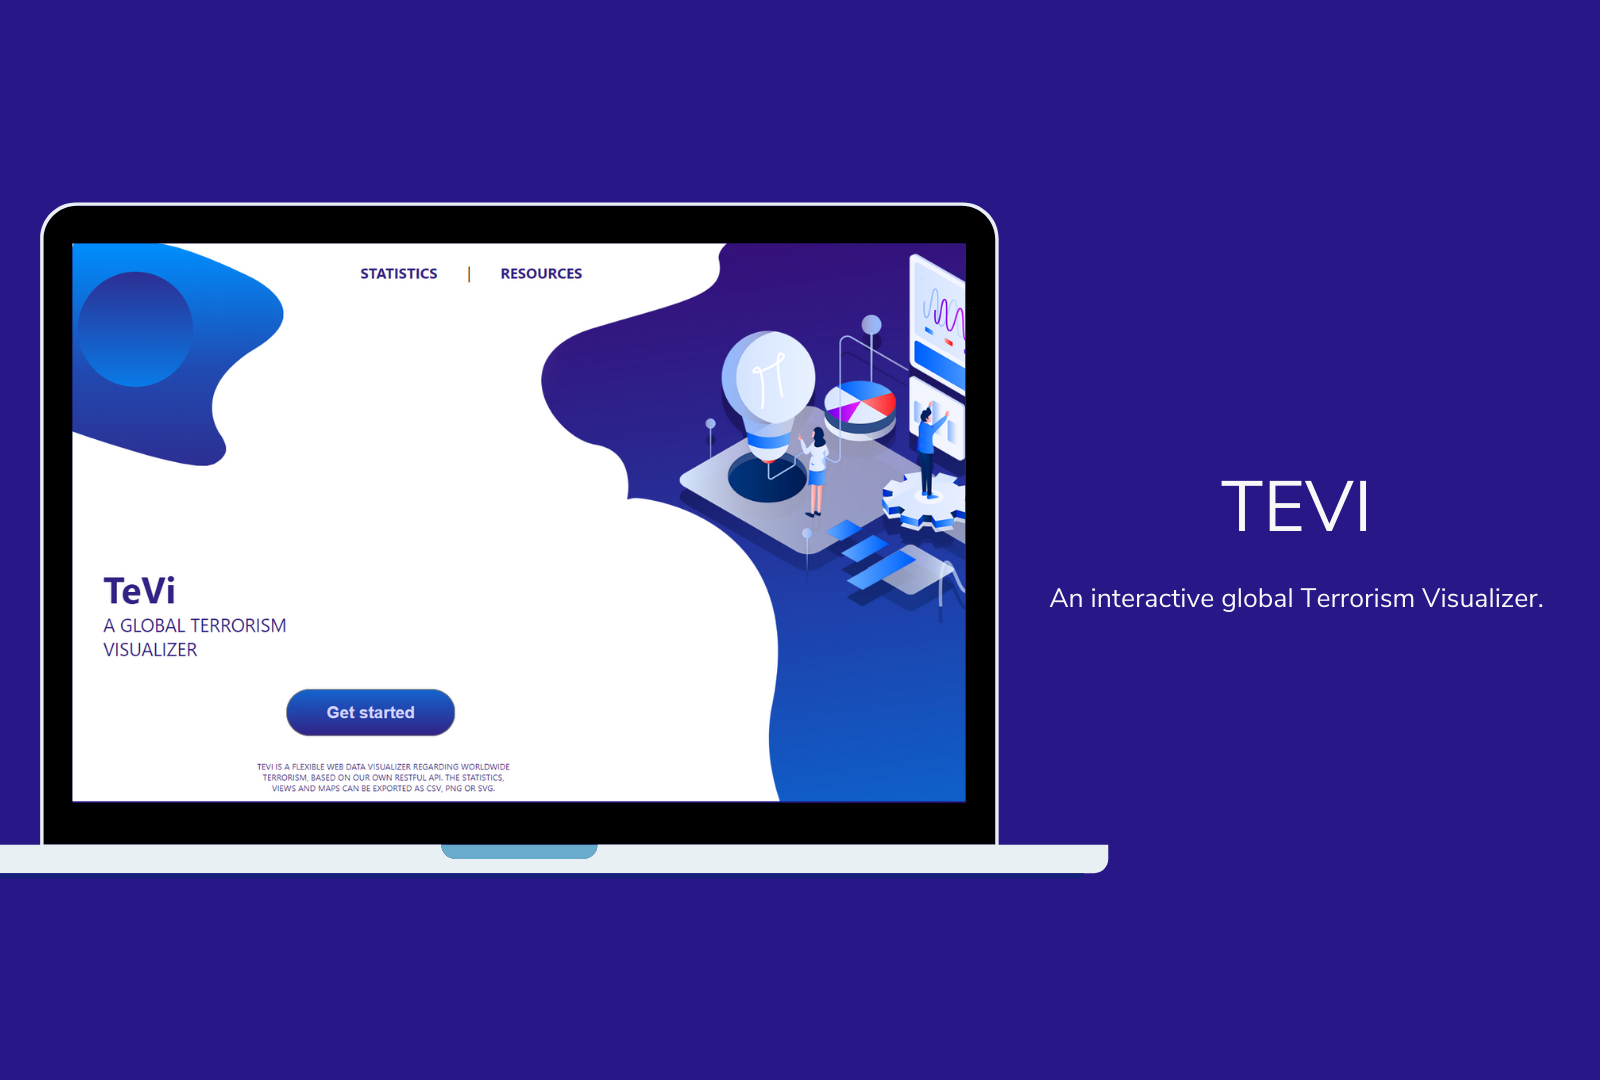 STATISTICS | RESOURCES
TeVi
A GLOBAL TERRORISM
VISUALIZER
Get started
TEVI IS A FLEXIBLE WEB DATA VISUALIZER REGARDING WORLDWIDE
TERRORISM, BASED ON OUR OWN RESTFUL API. THE STATISTICS,
VIEWS AND MAPS CAN BE EXPORTED AS CSV, PNG OR SVG.
TEVI
An interactive global Terrorism Visualizer.